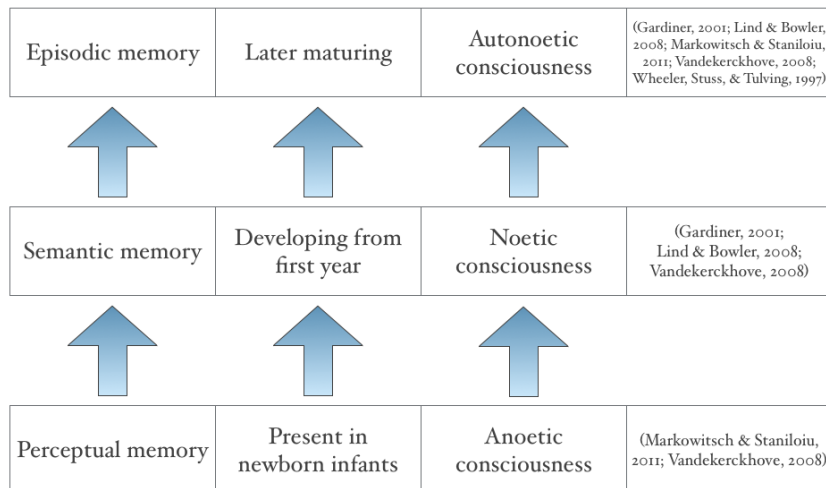 Episodic memory
Later maturing
Autonoetic
consciousness
(Gardiner, 2001; Lind & Bowler,
2008; Markowitsch & Staniloiu,
2011; Vandekerckhove, 2008;
Wheeler, Stuss, & Tulving, 1997)
Semantic memory
Developing from
first year
Noetic
consciousness
(Gardiner, 2001;
Lind & Bowler, 2008;
Vandekerckhove, 2008)
Perceptual memory
Present in
newborn infants
Anoetic
consciousness
(Markowitsch & Staniloiu,
2011; Vandekerckhove, 2008)